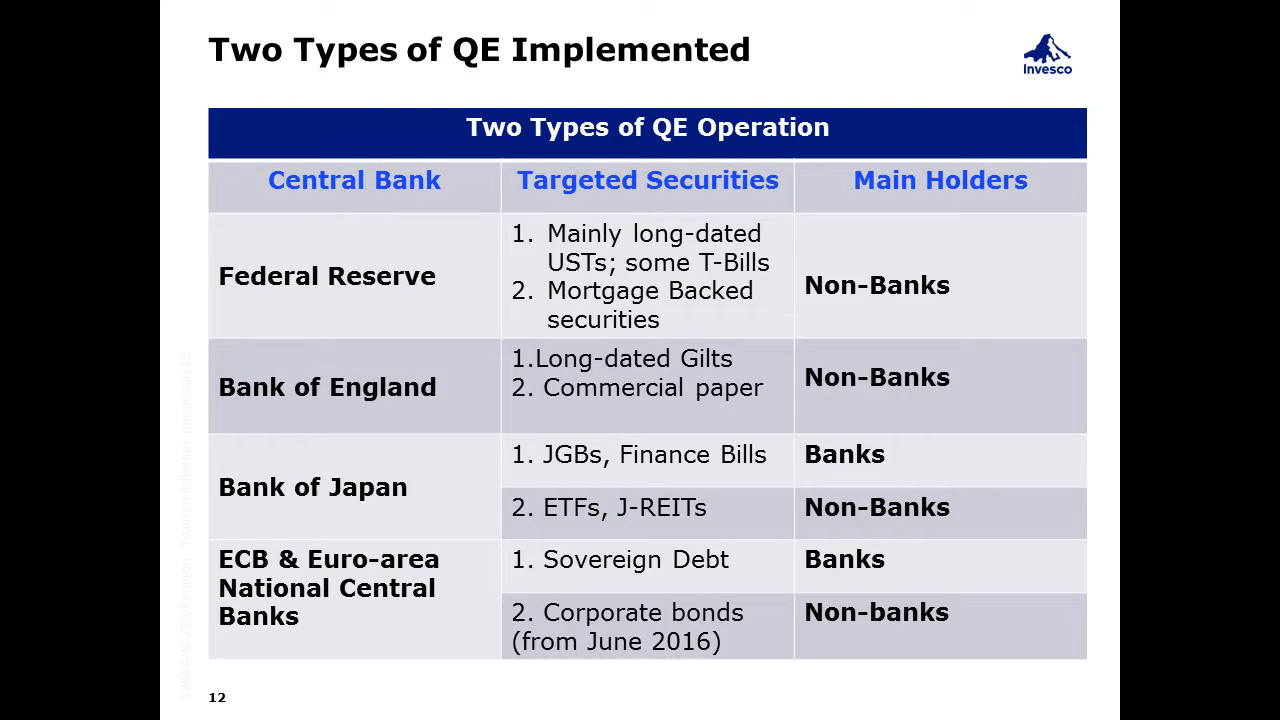 Two Types of QE Implemented
Invesco
Two Types of QE Operation
Central Bank
Targeted Securities
Main Holders
Federal Reserve
1. Mainly long-dated
USTs; some T-Bills
2. Mortgage Backed
securities
Non-Banks
Bank of England
1.Long-dated Gilts
2. Commercial paper
Non-Banks
Bank of Japan
1. JGBs, Finance Bills
Banks
2. ETFs, J-REITs
Non-Banks
ECB & Euro-area
National Central
Banks
1. Sovereign Debt
Banks
2. Corporate bonds
(from June 2016)
Non-banks
12